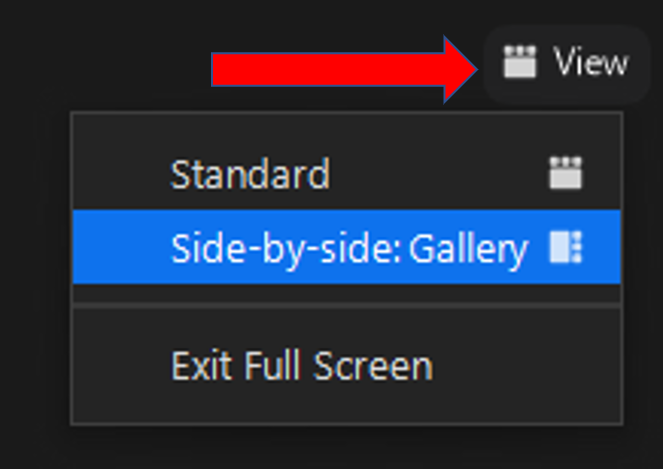 View
Standard
Side-by-side: Gallery
Exit Full Screen